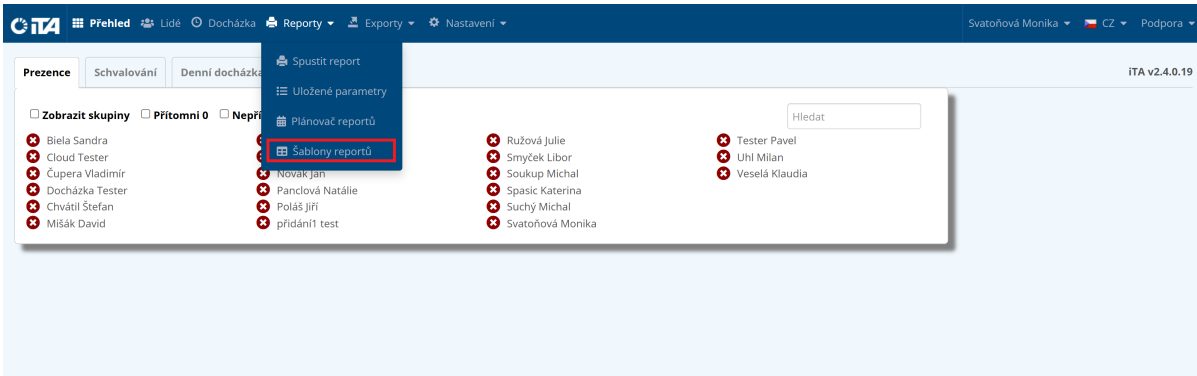 iTA Přehled Lidé Docházka Reporty Exporty Nastavení Svatoňová Monika CZ Podpora
Spustit report
Uložené parametry
Plánovač reportů
Šablony reportů
Prezence Schvalování Denní docházka
iTA v2.4.0.19
Zobrazit skupiny Přítomni 0
Hledat
Biela Sandra
Cloud Tester
Čupera Vladimír
Docházka Tester
Chvátil Štefan
Mišák David
Novák Jan
Panclová Natálie
Poláš Jiří
přidání1 test
Ružová Julie
Smyček Libor
Soukup Michal
Spasic Katerina
Suchý Michal
Svatoňová Monika
Tester Pavel
Uhl Milan
Veselá Klaudia